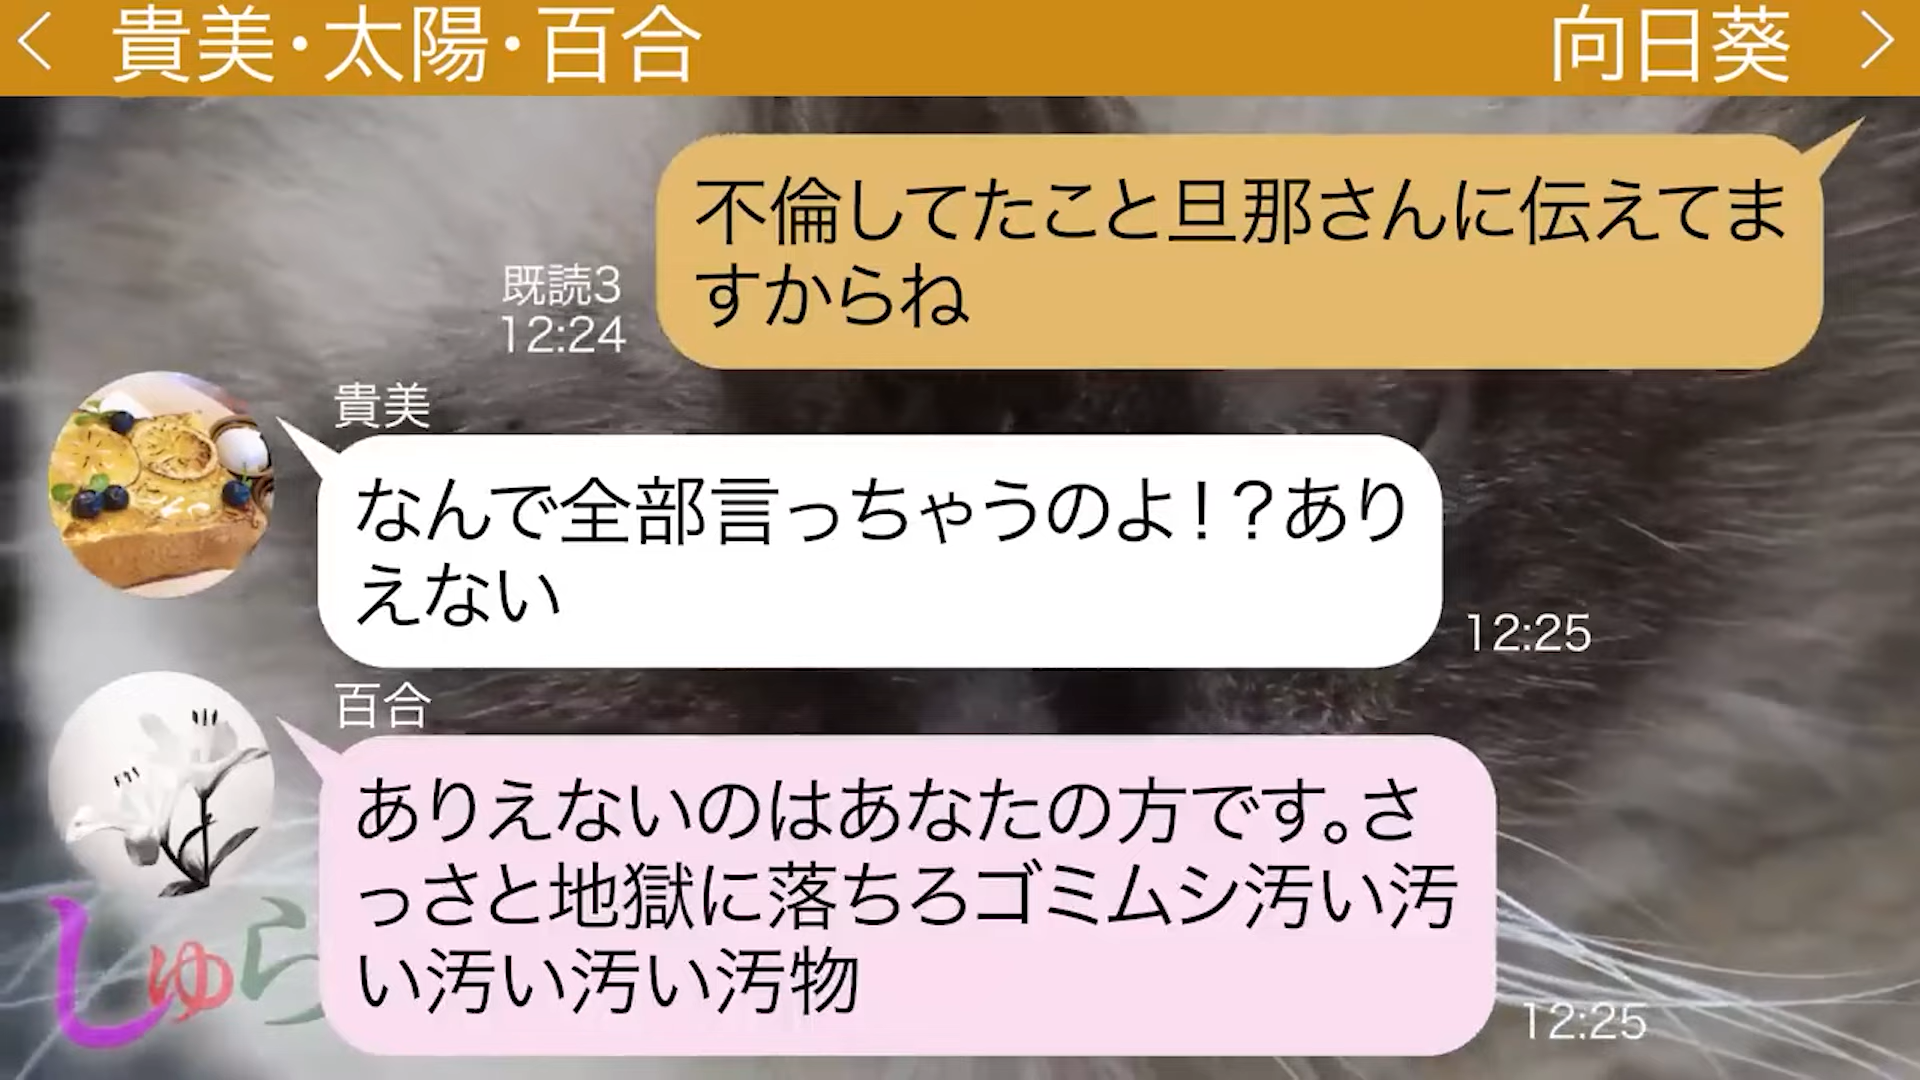 貴美・太陽・百合
向日葵
不倫してたこと旦那さんに伝えてま
すからね
既読3
12:24
貴美
なんで全部言っちゃうのよ！？あり
えない
12:25
百合
ありえないのはあなたの方です。さ
っさと地獄に落ちろゴミムシ汚い汚
い汚い汚い汚物
12:25
しゅら